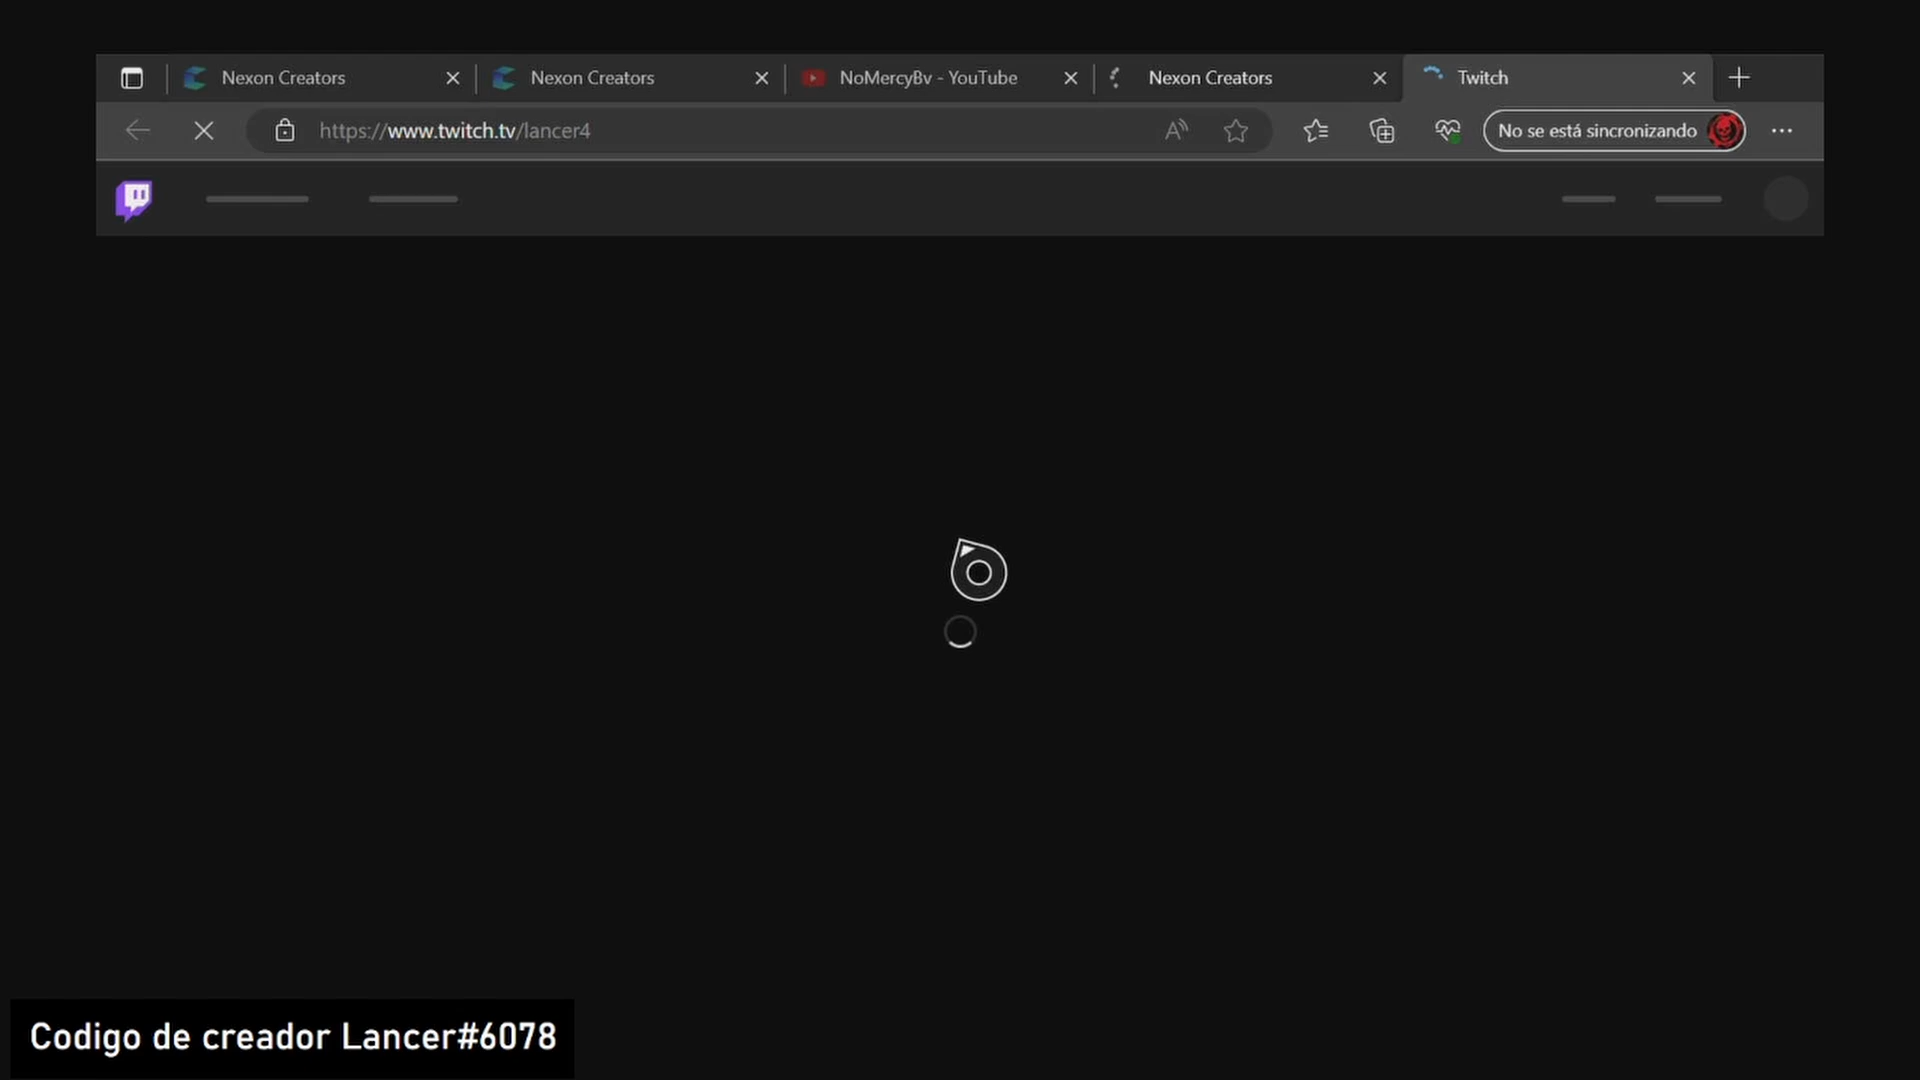 Nexon Creators
Nexon Creators
NoMercyBv - YouTube
Nexon Creators
Twitch
https://www.twitch.tv/lancer4
No se está sincronizando
Codigo de creador Lancer#6078